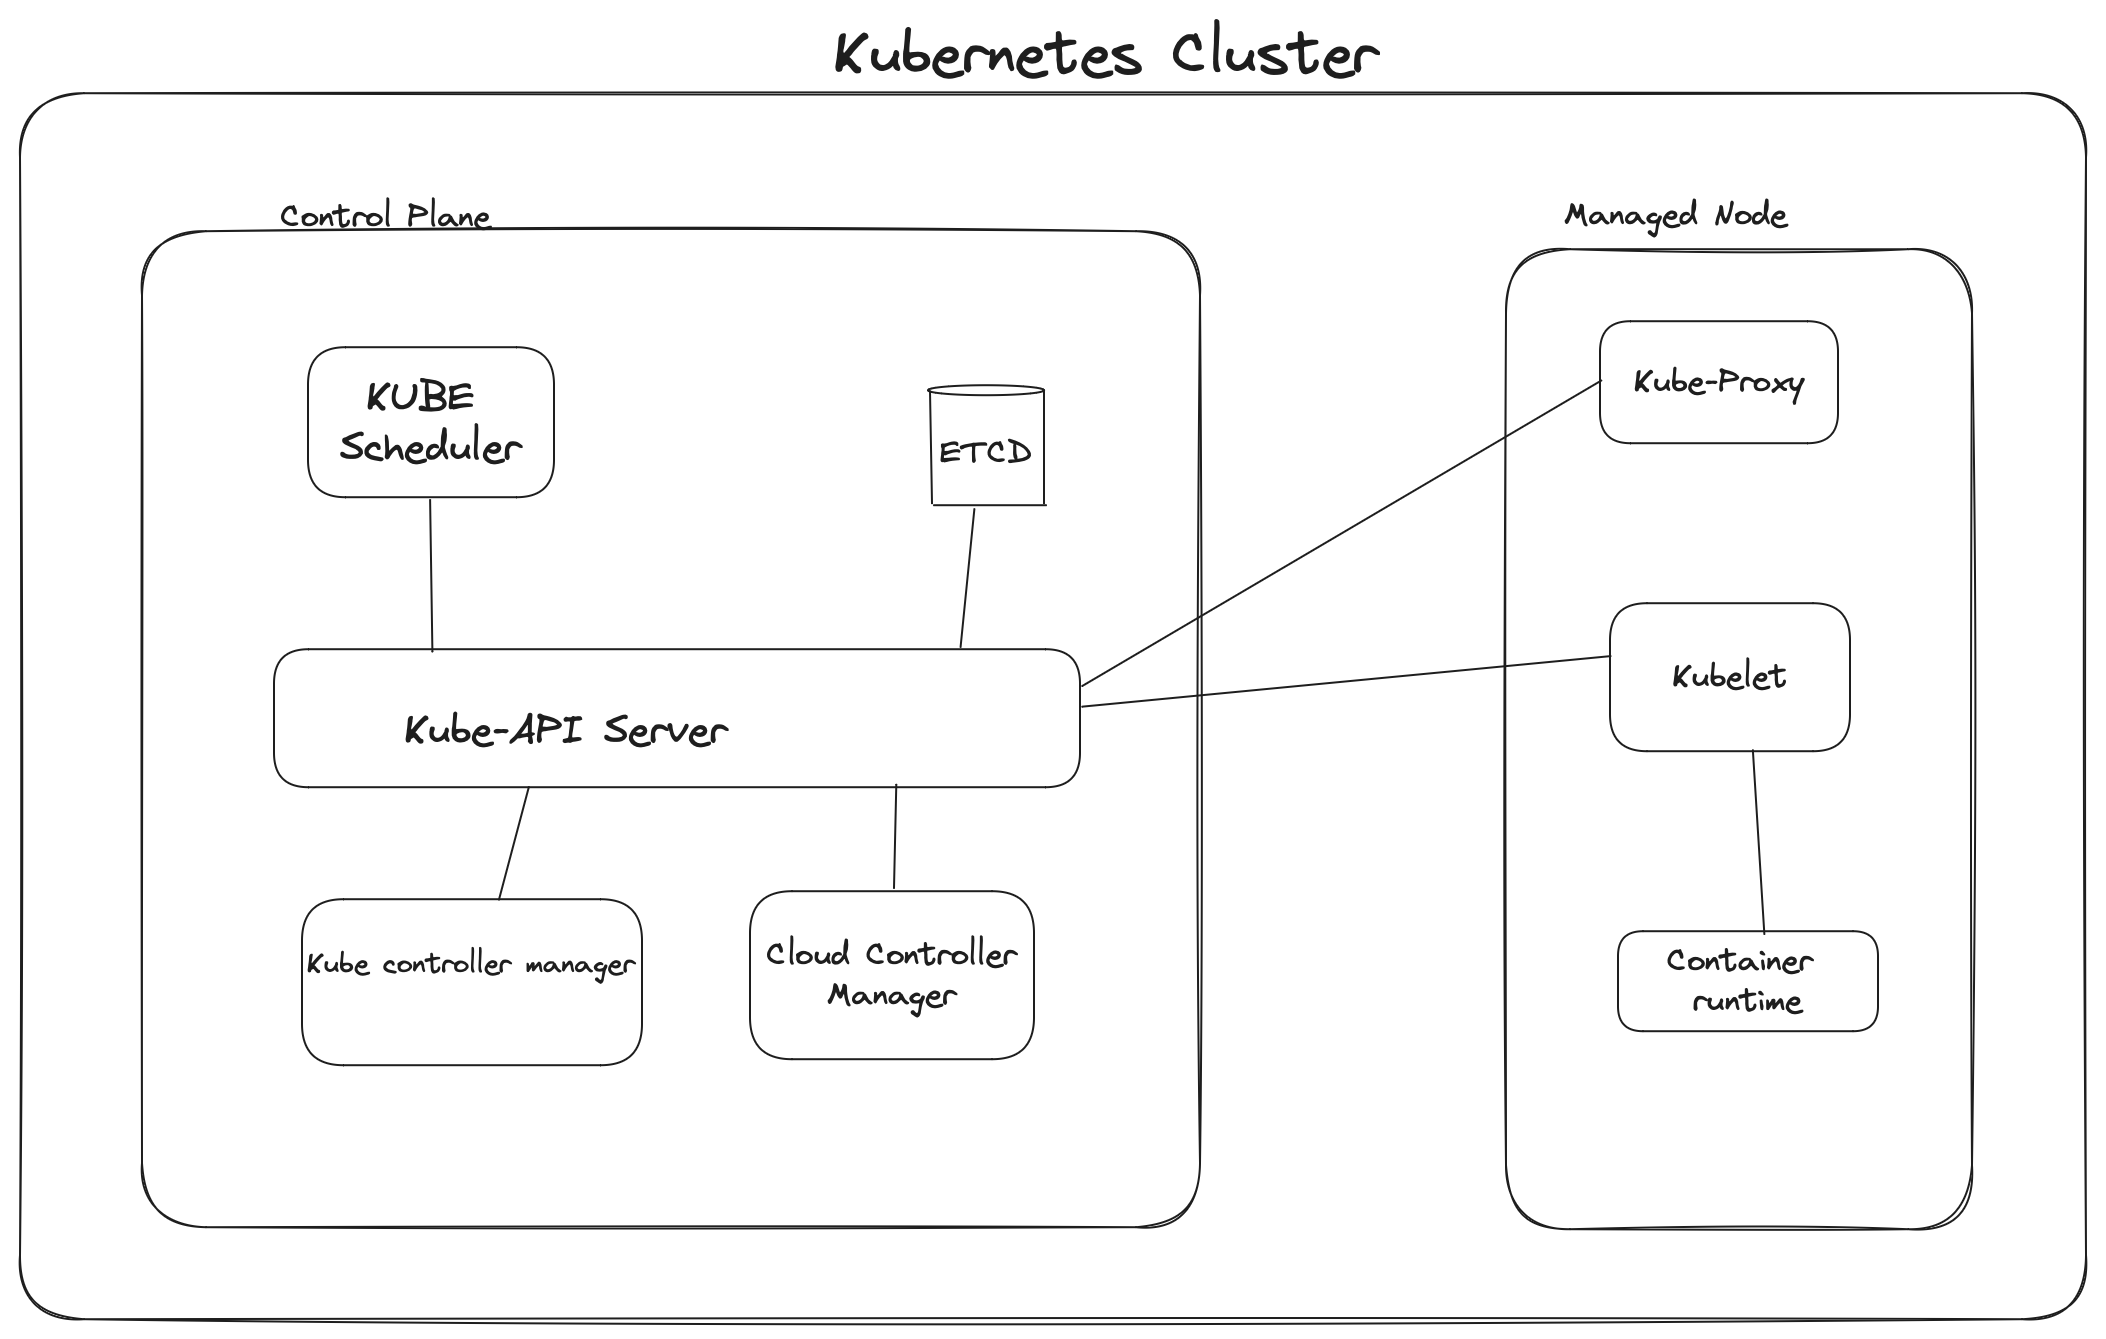 Kubernetes Cluster
Control Plane
Managed Node
KUBE
Scheduler
ETCD
Kube-Proxy
Kube-API Server
Kubelet
Kube controller manager
Cloud Controller
Manager
Container
runtime